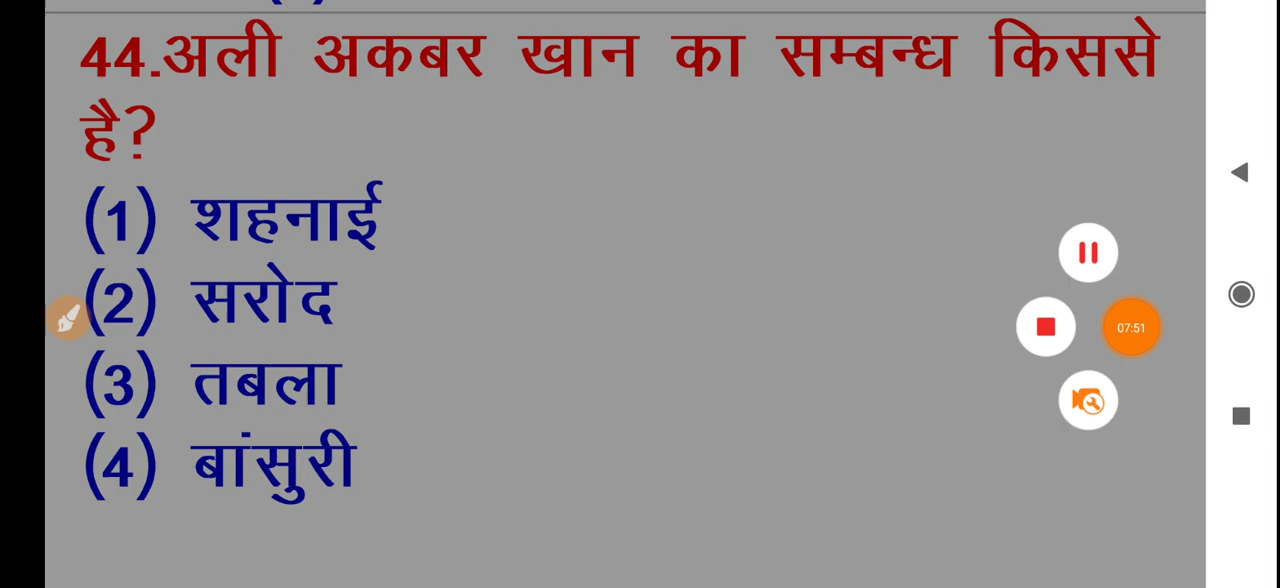 44.अली अकबर खान का सम्बन्ध किससे
है?
(1) शहनाई
(2) सरोद
(3) तबला
(4) बांसुरी
07:51